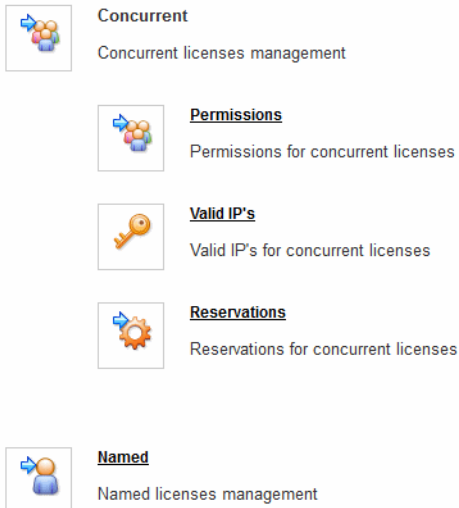 Concurrent
Concurrent licenses management
Permissions
Permissions for concurrent licenses
Valid IP's
Valid IP's for concurrent licenses
Reservations
Reservations for concurrent licenses
Named
Named licenses management